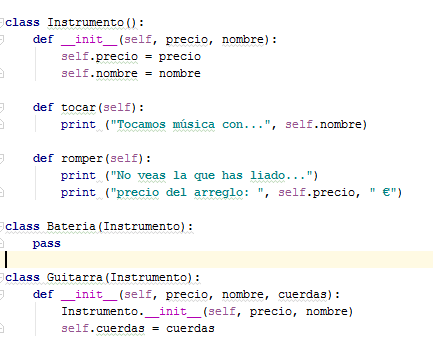 class Instrumento():
    def __init__(self, precio, nombre):
        self.precio = precio
        self.nombre = nombre
    def tocar(self):
        print ("Tocamos música con...", self.nombre)
    def romper(self):
        print ("No veas la que has liado...")
        print ("precio del arreglo: ", self.precio, " €")
class Bateria(Instrumento):
    pass
class Guitarra(Instrumento):
    def __init__(self, precio, nombre, cuerdas):
        Instrumento.__init__(self, precio, nombre)
        self.cuerdas = cuerdas